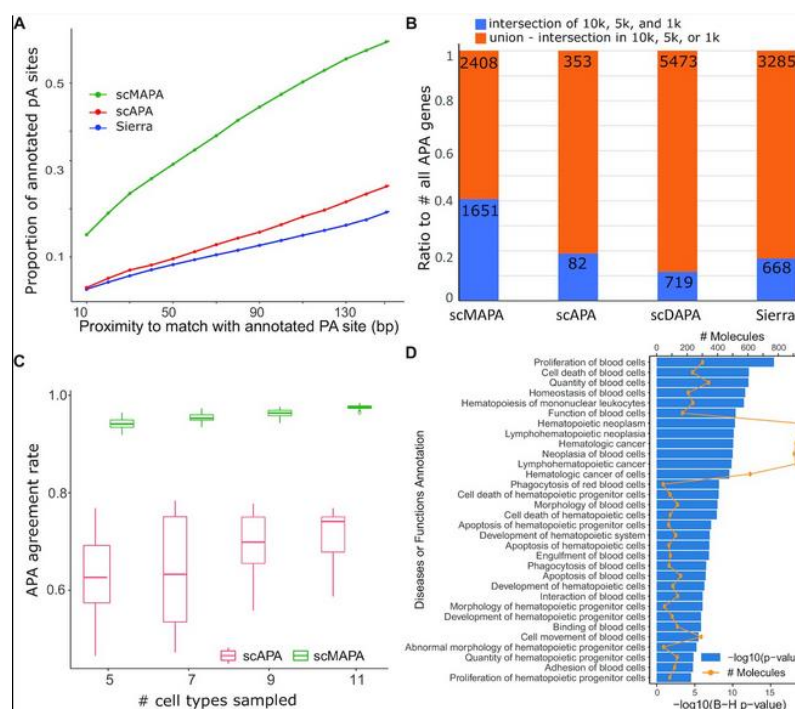 A
0.5
0.3
0.1
scMAPA
scAPA
Sierra
Proportion of annotated pA sites
10
50
90
130
Proximity to match with annotated PA site (bp)
B
intersection of 10k, 5k, and 1k
union - intersection in 10k, 5k, or 1k
1
0.8
0.6
0.4
0.2
0
Ratio to # all APA genes
2408
353
5473
3285
1651
82
719
668
scMAPA
scAPA
scDAPA
Sierra
C
1.0
0.8
0.6
APA agreement rate
scAPA
scMAPA
5
7
9
11
# cell types sampled
D
# Molecules
0
200
400
600
800
Diseases or Functions Annotation
Proliferation of blood cells
Cell death of blood cells
Quantity of blood cells
Homeostasis of blood cells
Hematopoiesis of mononuclear leukocytes
Function of blood cells
Hematopoietic neoplasm
Lymphohematopoietic neoplasia
Hematologic cancer
Neoplasia of blood cells
Lymphohematopoietic cancer
Hematologic cancer of cells
Phagocytosis of red blood cells
Cell death of hematopoietic progenitor cells
Morphology of blood cells
Cell death of hematopoietic cells
Apoptosis of hematopoietic progenitor cells
Development of hematopoietic system
Apoptosis of hematopoietic cells
Engulfment of blood cells
Phagocytosis of blood cells
Apoptosis of blood cells
Development of hematopoietic cells
Interaction of blood cells
Morphology of hematopoietic progenitor cells
Development of hematopoietic progenitor cells
Binding of blood cells
Cell movement of blood cells
Abnormal morphology of hematopoietic progenitor cells
Quantity of hematopoietic progenitor cells
Adhesion of blood cells
Proliferation of hematopoietic progenitor cells
−log10(p-value
# Molecules
0
5
10
15
−log10(B−H p−value)